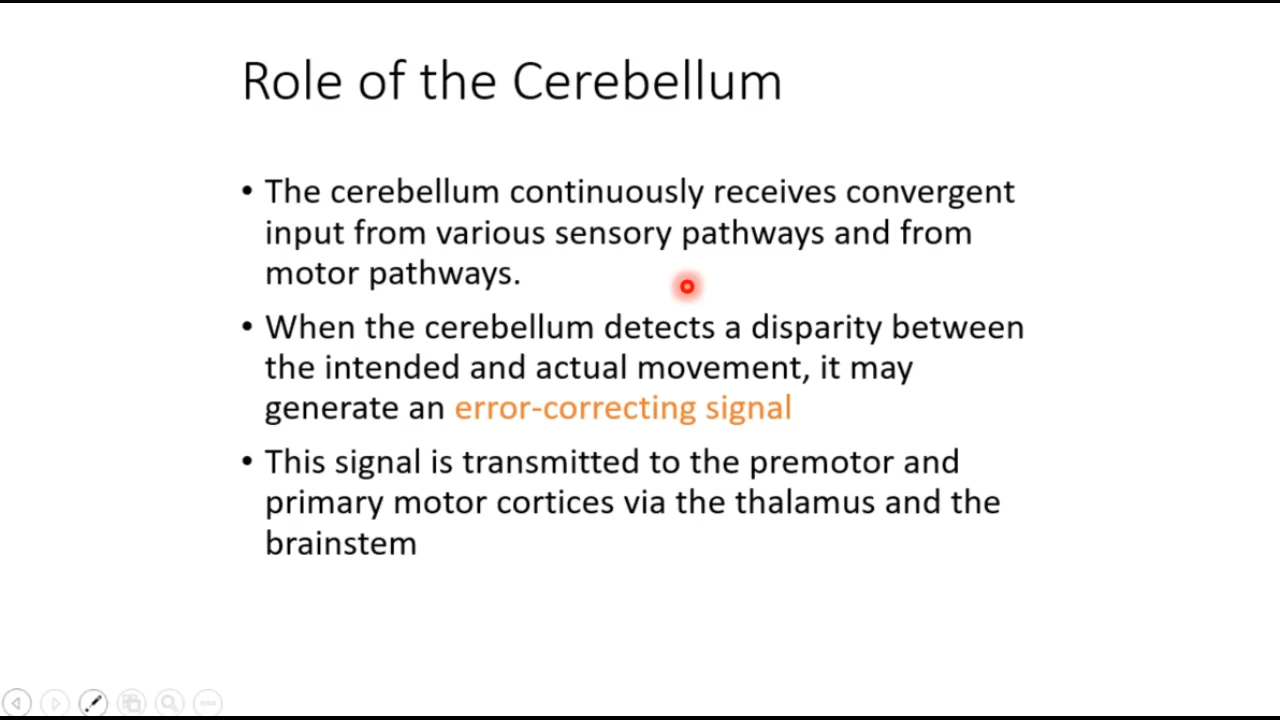 Role of the Cerebellum
• The cerebellum continuously receives convergent
input from various sensory pathways and from
motor pathways.
• When the cerebellum detects a disparity between
the intended and actual movement, it may
generate an error-correcting signal
• This signal is transmitted to the premotor and
primary motor cortices via the thalamus and the
brainstem